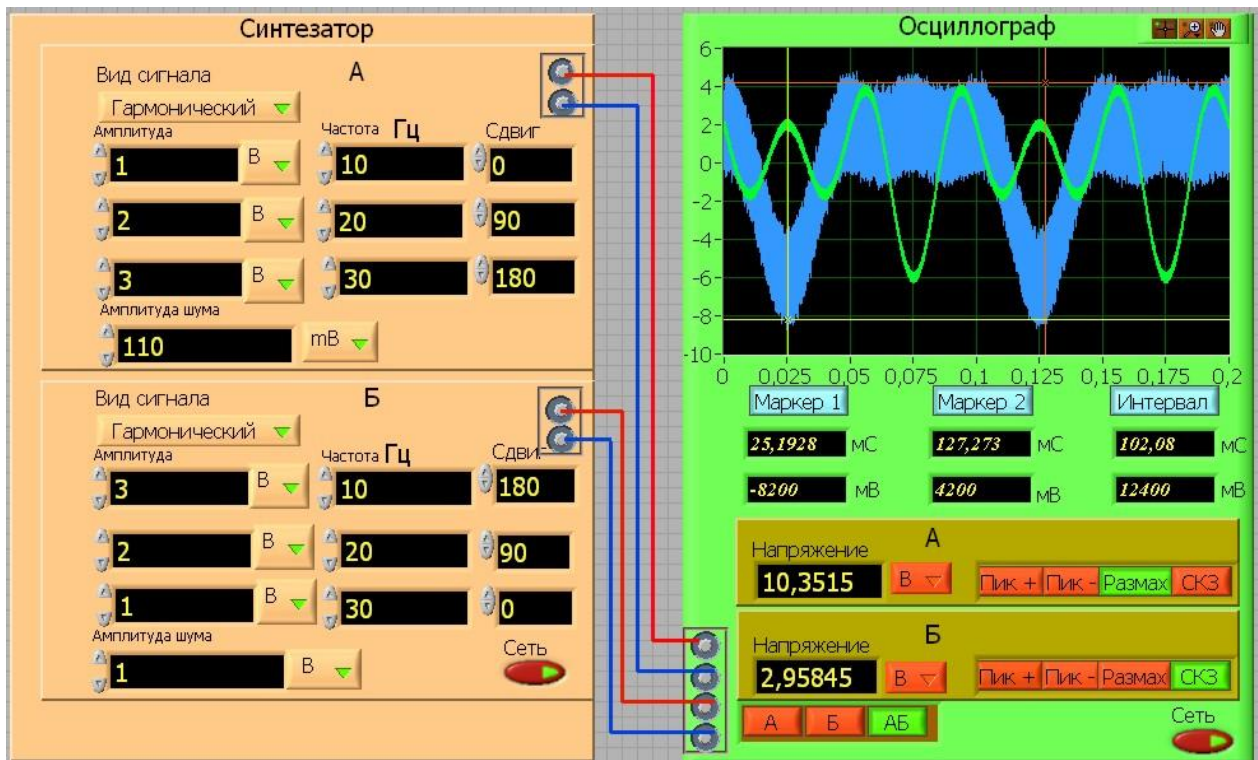 Синтезатор
Вид сигнала А
Гармонический
Амплитуда Частота Гц Сдвиг
1 В 10 0
2 В 20 90
3 В 30 180
Амплитуда шума
110 mВ
Вид сигнала Б
Гармонический
Амплитуда Частота Гц Сдвиг
3 В 10 180
2 В 20 90
1 В 30 0
Амплитуда шума
1 В
Сеть
Осциллограф
6
4
2
0
-2
-4
-6
-8
-10
0 0,025 0,05 0,075 0,1 0,125 0,15 0,175 0,2
Маркер 1 Маркер 2 Интервал
25,1928 мС 127,273 мС 102,08 мС
-8200 мВ 4200 мВ 12400 мВ
Напряжение А
10,3515 В Пик + Пик - Размах СКЗ
Напряжение Б
2,95845 В Пик + Пик - Размах СКЗ
А Б АБ
Сеть